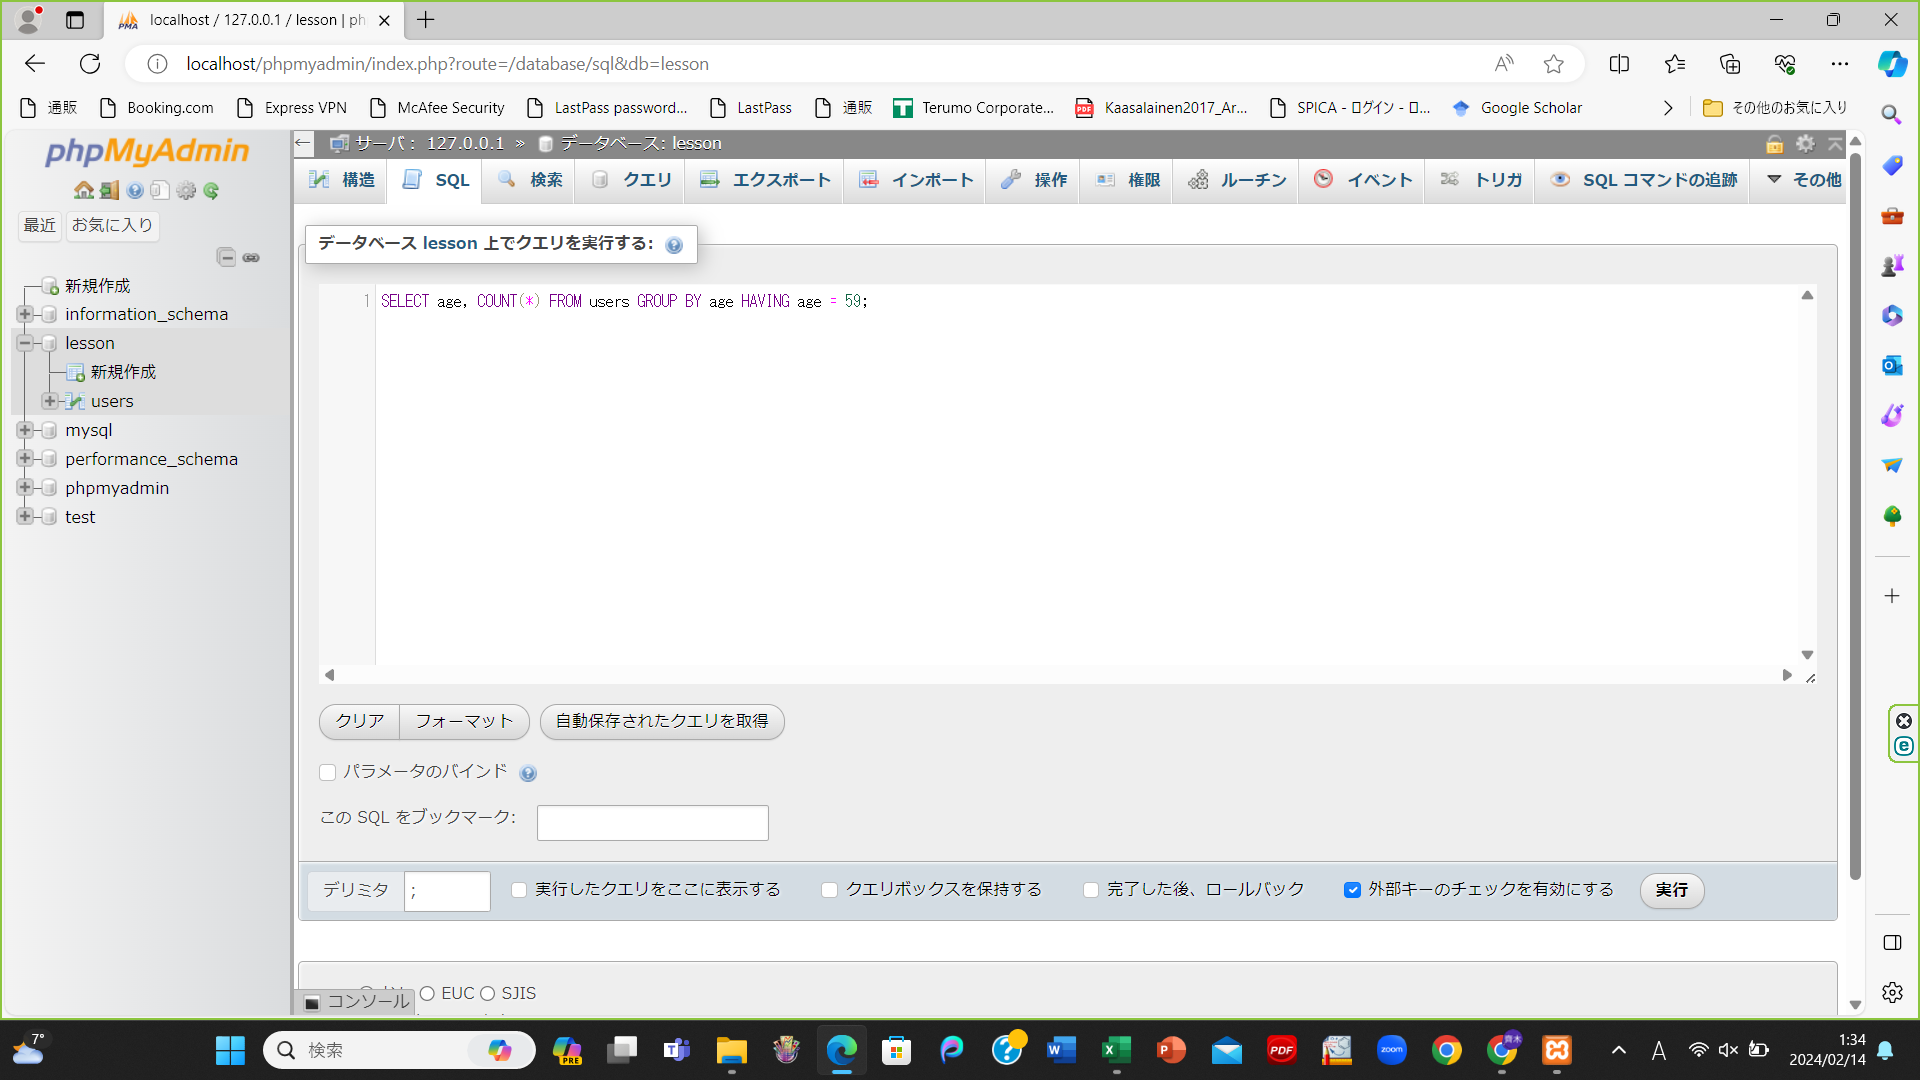 localhost / 127.0.0.1 / lesson | ph
localhost/phpmyadmin/index.php?route=/database/sql&db=lesson
通販
Booking.com
Express VPN
McAfee Security
LastPass password...
LastPass
通販
Terumo Corporate...
Kaasalainen2017_Ar...
SPICA - ログイン - ロ...
Google Scholar
その他のお気に入り
phpMyAdmin
最近
お気に入り
新規作成
information_schema
lesson
新規作成
users
mysql
performance_schema
phpmyadmin
test
サーバ: 127.0.0.1 » データベース: lesson
構造
SQL
検索
クエリ
エクスポート
インポート
操作
権限
ルーチン
イベント
トリガ
SQL コマンドの追跡
その他
データベース lesson 上でクエリを実行する:
1 SELECT age, COUNT(*) FROM users GROUP BY age HAVING age = 59;
クリア
フォーマット
自動保存されたクエリを取得
パラメータのバインド
この SQL をブックマーク:
デリミタ
;
実行したクエリをここに表示する
クエリボックスを保持する
完了した後、ロールバック
外部キーのチェックを有効にする
実行
EUC
SJIS
コンソール
7°
検索
PRE
zoom
PDF
A
1:34
2024/02/14